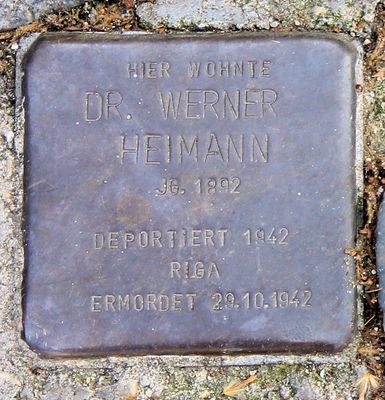 HIER WOHNTE
DR. WERNER
HEIMANN
JG. 1892
DEPORTIERT 1942
RIGA
ERMORDET 29.10.1942